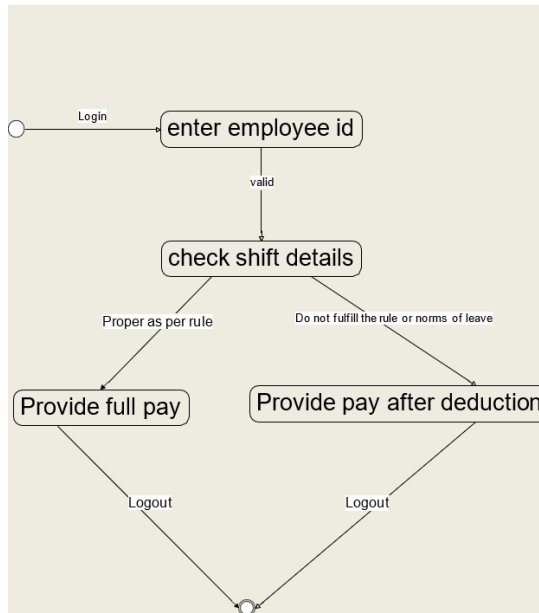 Login
enter employee id
valid
check shift details
Proper as per rule
Do not fulfill the rule or norms of leave
Provide full pay
Provide pay after deduction
Logout
Logout